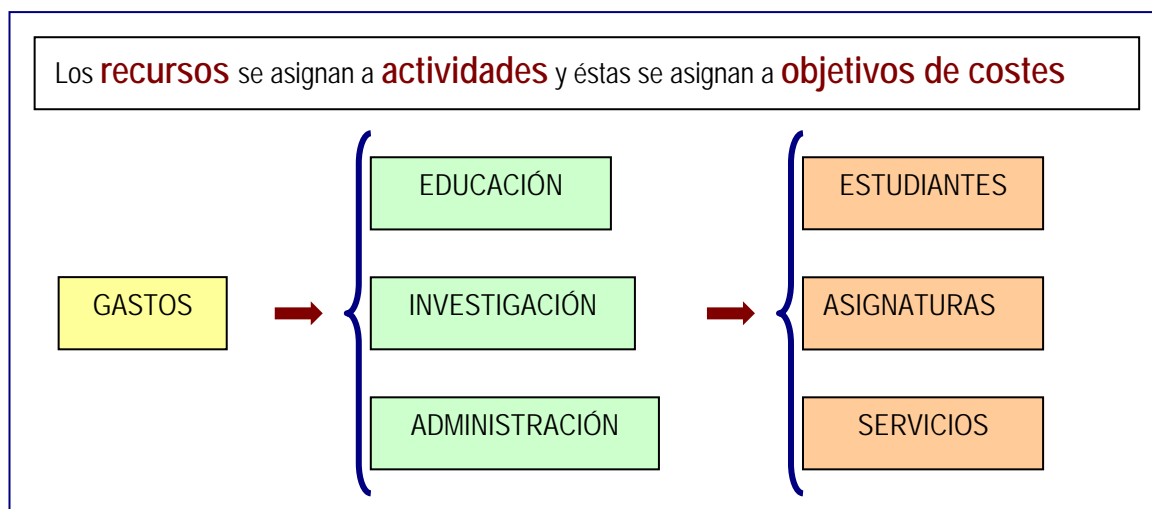 Los recursos se asignan a actividades y éstas se asignan a objetivos de costes
EDUCACIÓN
ESTUDIANTES
GASTOS
INVESTIGACIÓN
ASIGNATURAS
ADMINISTRACIÓN
SERVICIOS